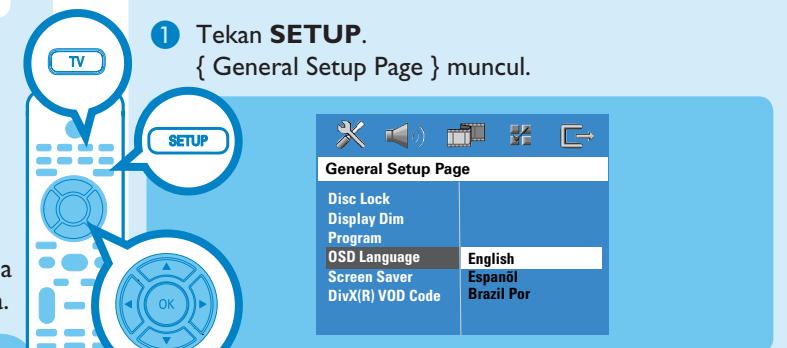 1 Tekan SETUP.
{ General Setup Page } muncul.
TV
SETUP
OK
a
.
General Setup Page
Disc Lock
Display Dim
Program
OSD Language English
Screen Saver Espanõl
DivX(R) VOD Code Brazil Por